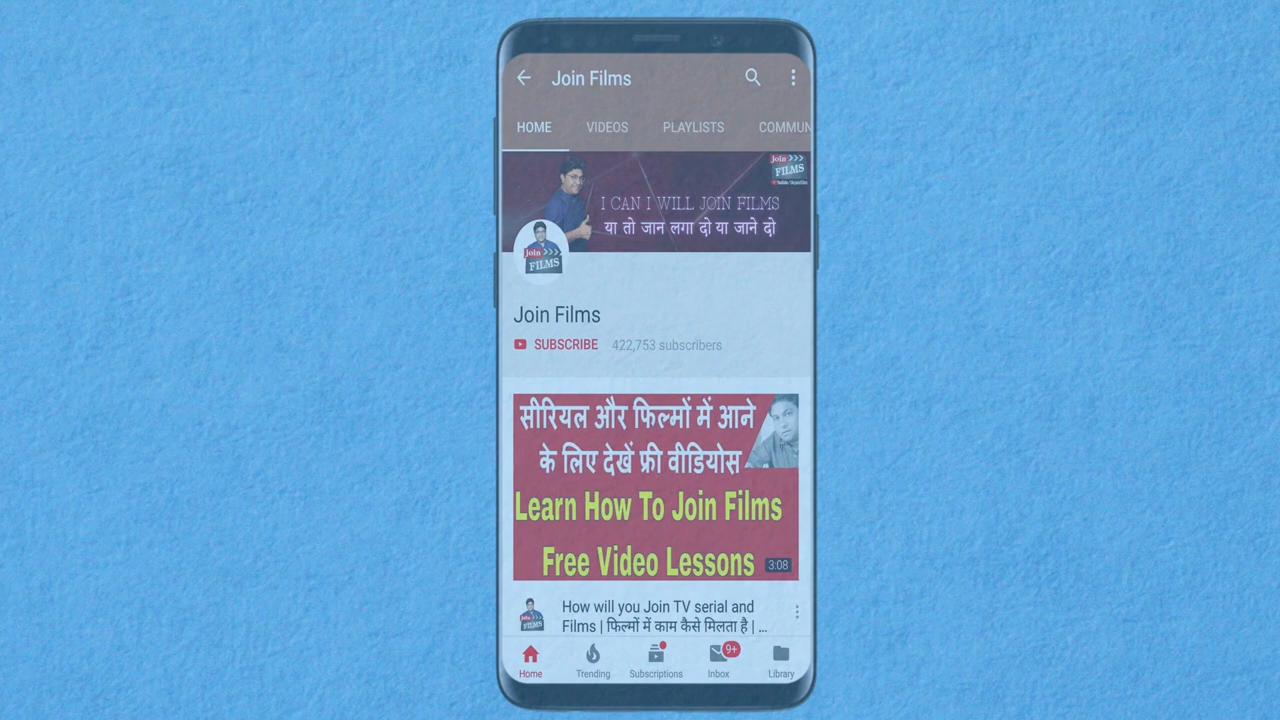 Join Films
HOME VIDEOS PLAYLISTS COMMUN
Join
FILMS
I CAN I WILL JOIN FILMS
या तो जान लगा दो या जाने दो
Join
FILMS
Join Films
SUBSCRIBE 422,753 subscribers
सीरियल और फिल्मों में आने
के लिए देखें फ्री वीडियोस
Learn How To Join Films
Free Video Lessons
3:08
How will you Join TV serial and
Films | फिल्मों में काम कैसे मिलता है | ...
Join
FILMS
9+
Home Trending Subscriptions Inbox Library